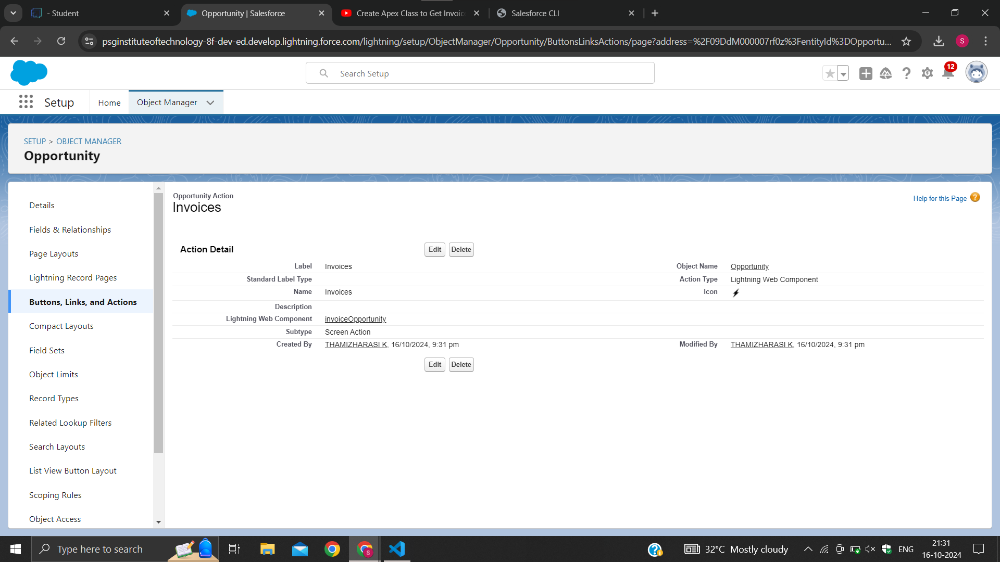 - Student
Opportunity | Salesforce
Create Apex Class to Get Invoic
Salesforce CLI
psginstituteoftechnology-8f-dev-ed.develop.lightning.force.com/lightning/setup/ObjectManager/Opportunity/ButtonsLinksActions/page?address=%2F09DdM000007rf0z%3FentityId%3DOpportu...
S
Search Setup
12
Setup
Home
Object Manager
SETUP > OBJECT MANAGER
Opportunity
Details
Fields & Relationships
Page Layouts
Lightning Record Pages
Buttons, Links, and Actions
Compact Layouts
Field Sets
Object Limits
Record Types
Related Lookup Filters
Search Layouts
List View Button Layout
Scoping Rules
Object Access
Opportunity Action
Invoices
Help for this Page ?
Action Detail Edit Delete
Label Invoices Object Name Opportunity
Standard Label Type Action Type Lightning Web Component
Name Invoices Icon
Description
Lightning Web Component invoiceOpportunity
Subtype Screen Action
Created By THAMIZHARASI K, 16/10/2024, 9:31 pm Modified By THAMIZHARASI K, 16/10/2024, 9:31 pm
Edit Delete
Type here to search
S
32°C Mostly cloudy
ENG
21:31
16-10-2024